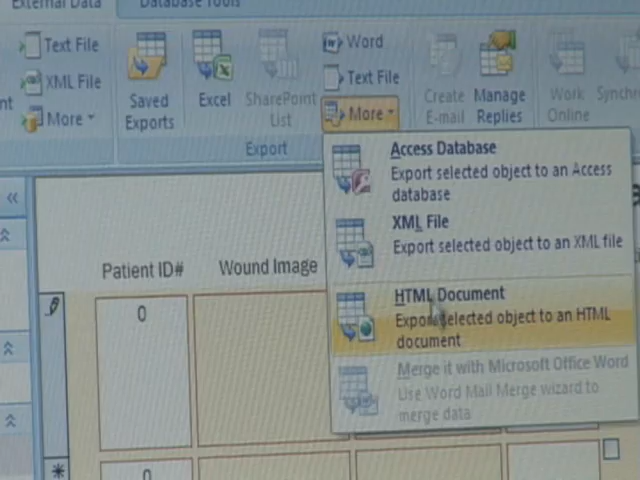 External Data
Database Tools
Text File
XML File
More
Saved
Exports
Excel
SharePoint
List
Word
Text File
More
Create
E-mail
Manage
Replies
Work
Online
Export
Access Database
Export selected object to an Access
database
XML File
Export selected object to an XML file
HTML Document
Export selected object to an HTML
document
Merge it with Microsoft Office Word
Use Word Mail Merge wizard to
merge data
Patient ID#
Wound Image
0
0